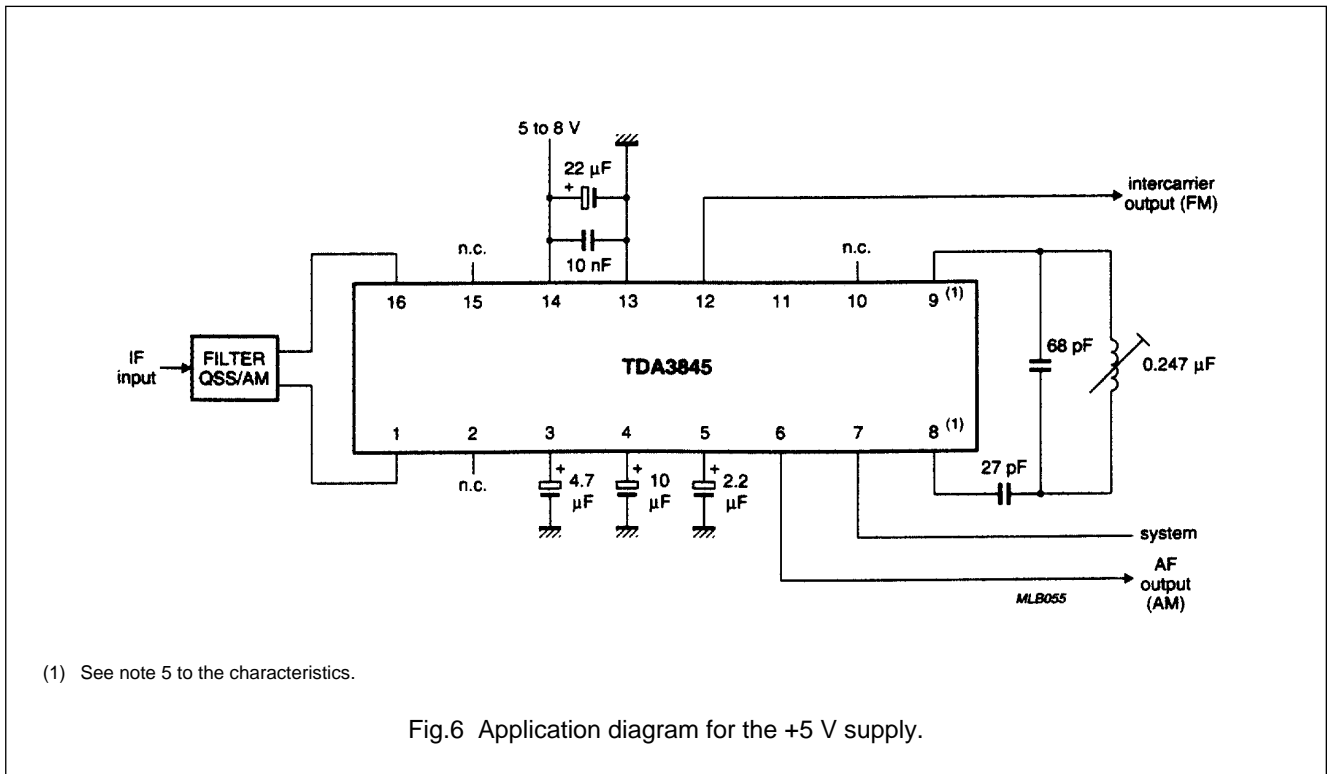 5 to 8 V
22 µF
+
10 nF
intercarrier
output (FM)
n.c.
n.c.
16
15
14
13
12
11
10
9 (1)
IF
input
FILTER
QSS/AM
TDA3845
68 pF
0.247 µF
1
2
3
4
5
6
7
8 (1)
n.c.
+
4.7
µF
+
10
µF
+
2.2
µF
27 pF
system
AF
output
(AM)
MLB055
(1) See note 5 to the characteristics.
Fig.6 Application diagram for the +5 V supply.